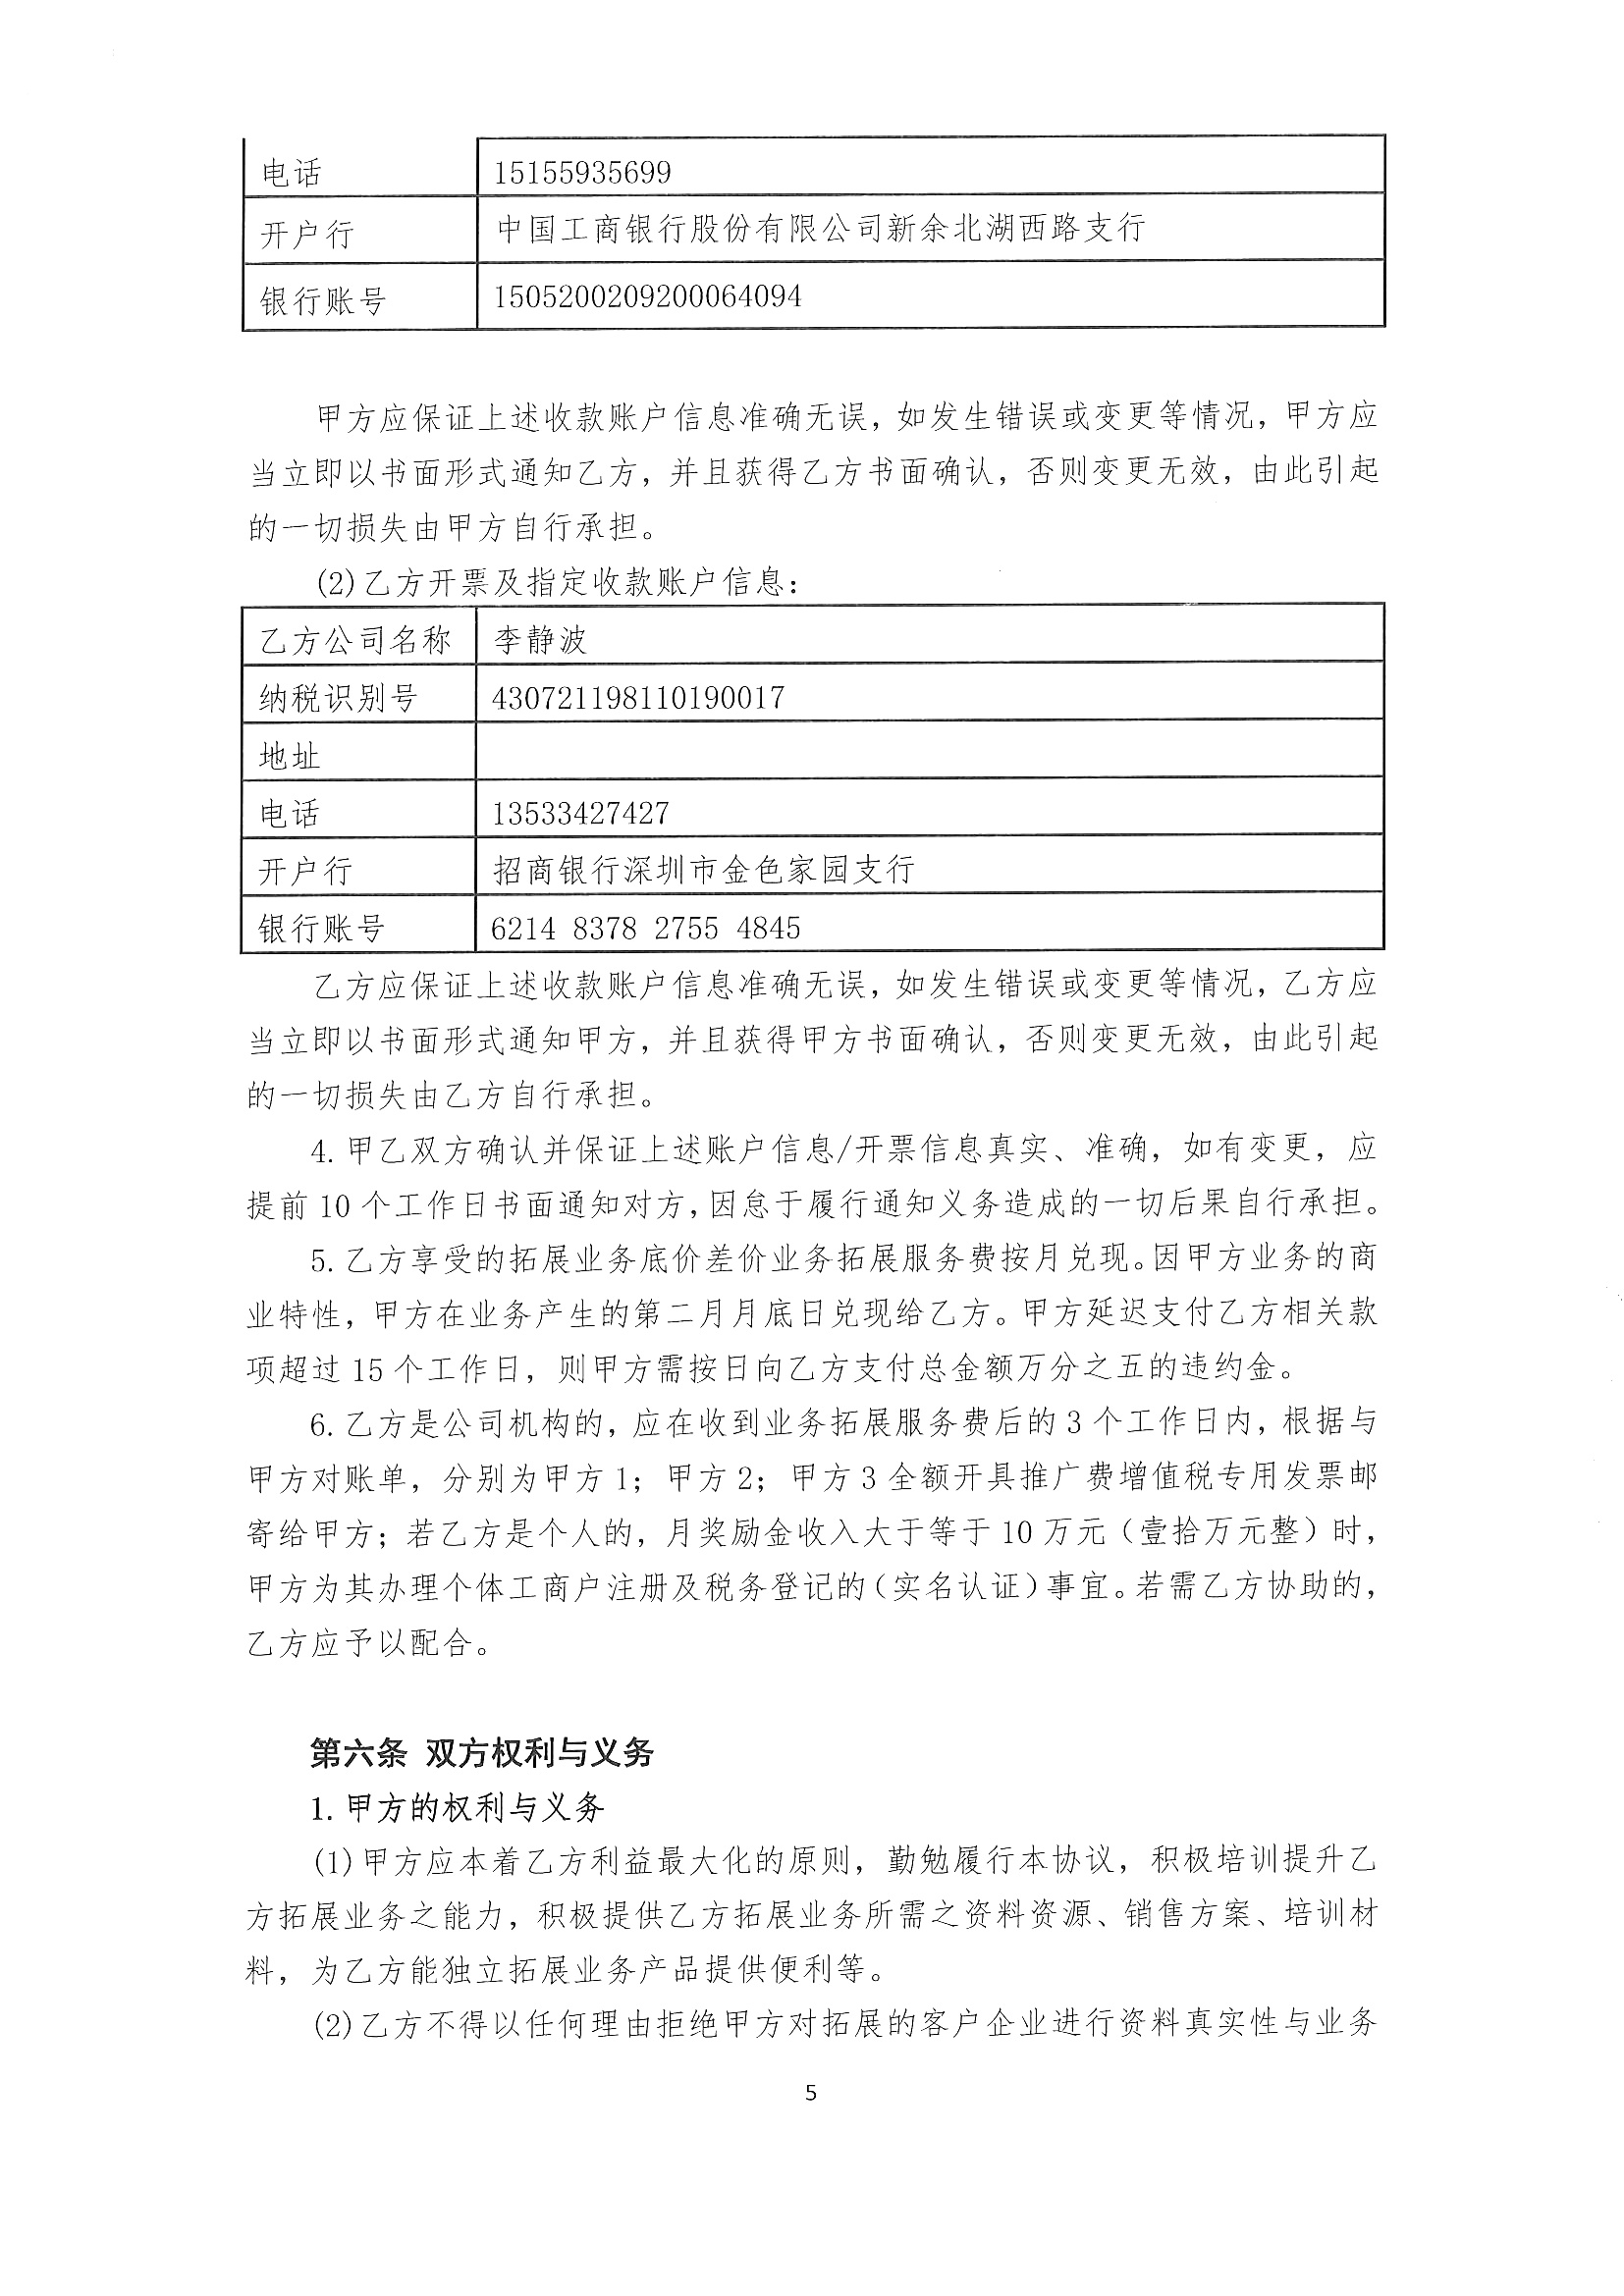 电话 15155935699
开户行 中国工商银行股份有限公司新余北湖西路支行
银行账号 1505200209200064094
甲方应保证上述收款账户信息准确无误，如发生错误或变更等情况，甲方应
当立即以书面形式通知乙方，并且获得乙方书面确认，否则变更无效，由此引起
的一切损失由甲方自行承担。
(2)乙方开票及指定收款账户信息：
乙方公司名称 李静波
纳税识别号 430721198110190017
地址
电话 13533427427
开户行 招商银行深圳市金色家园支行
银行账号 6214 8378 2755 4845
乙方应保证上述收款账户信息准确无误，如发生错误或变更等情况，乙方应
当立即以书面形式通知甲方，并且获得甲方书面确认，否则变更无效，由此引起
的一切损失由乙方自行承担。
4. 甲乙双方确认并保证上述账户信息/开票信息真实、准确，如有变更，应
提前 10 个工作日书面通知对方，因怠于履行通知义务造成的一切后果自行承担。
5. 乙方享受的拓展业务底价差价业务拓展服务费按月兑现。因甲方业务的商
业特性，甲方在业务产生的第二月月底日兑现给乙方。甲方延迟支付乙方相关款
项超过 15 个工作日，则甲方需按日向乙方支付总金额万分之五的违约金。
6. 乙方是公司机构的，应在收到业务拓展服务费后的 3 个工作日内，根据与
甲方对账单，分别为甲方 1；甲方 2；甲方 3 全额开具推广费增值税专用发票邮
寄给甲方；若乙方是个人的，月奖励金收入大于等于 10 万元（壹拾万元整）时，
甲方为其办理个体工商户注册及税务登记的（实名认证）事宜。若需乙方协助的，
乙方应予以配合。
第六条 双方权利与义务
1. 甲方的权利与义务
(1)甲方应本着乙方利益最大化的原则，勤勉履行本协议，积极培训提升乙
方拓展业务之能力，积极提供乙方拓展业务所需之资料资源、销售方案、培训材
料，为乙方能独立拓展业务产品提供便利等。
(2)乙方不得以任何理由拒绝甲方对拓展的客户企业进行资料真实性与业务
5